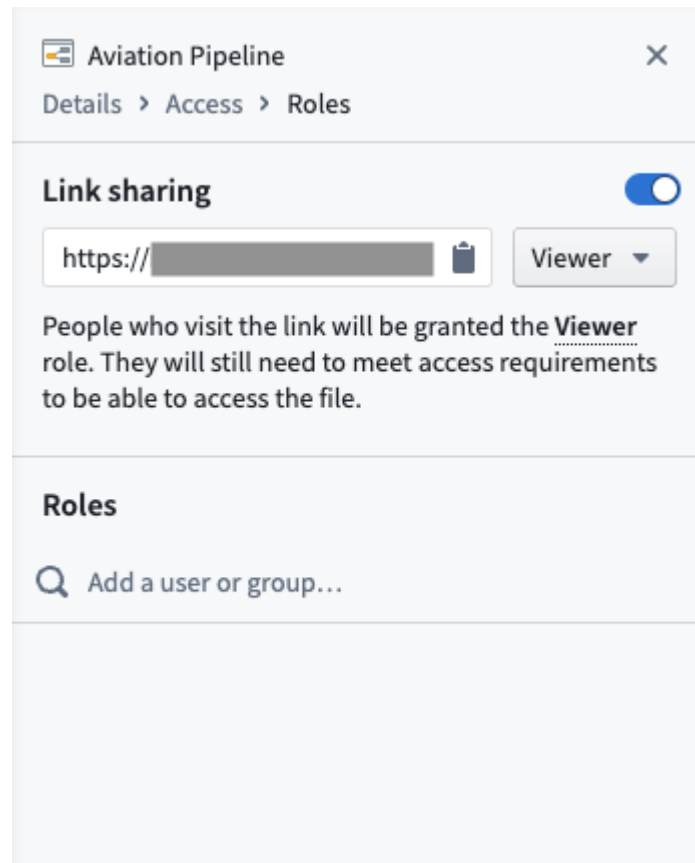 Aviation Pipeline
Details > Access > Roles
Link sharing
https://
Viewer
People who visit the link will be granted the Viewer
role. They will still need to meet access requirements
to be able to access the file.
Roles
Add a user or group…